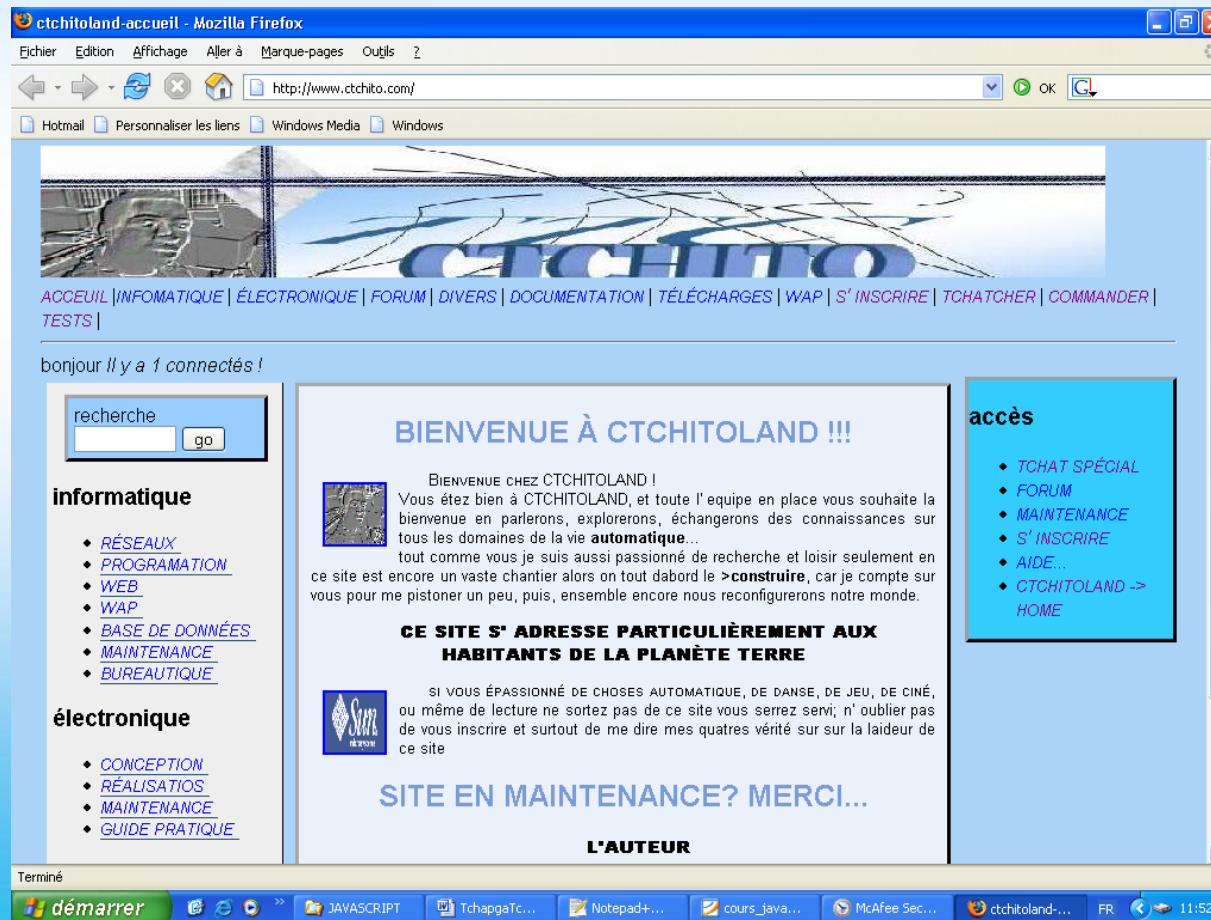 ctchitoland-accueil - Mozilla Firefox
Fichier Edition Affichage Aller à Marque-pages Outils ?
http://www.ctchito.com/ OK G
Hotmail Personnaliser les liens Windows Media Windows
CTCHITO
ACCEUIL |INFOMATIQUE | ÉLECTRONIQUE | FORUM | DIVERS | DOCUMENTATION | TÉLÉCHARGES | WAP | S' INSCRIRE | TCHATCHER | COMMANDER |
TESTS |
bonjour Il y a 1 connectés !
recherche
go
informatique
RÉSEAUX
PROGRAMATION
WEB
WAP
BASE DE DONNÉES
MAINTENANCE
BUREAUTIQUE
électronique
CONCEPTION
RÉALISATIOS
MAINTENANCE
GUIDE PRATIQUE
BIENVENUE À CTCHITOLAND !!!
BIENVENUE CHEZ CTCHITOLAND !
Vous étez bien à CTCHITOLAND, et toute l' equipe en place vous souhaite la
bienvenue en parlerons, explorerons, échangerons des connaissances sur
tous les domaines de la vie automatique...
tout comme vous je suis aussi passionné de recherche et loisir seulement en
ce site est encore un vaste chantier alors on tout dabord le >construire, car je compte sur
vous pour me pistoner un peu, puis, ensemble encore nous reconfigurerons notre monde.
CE SITE S' ADRESSE PARTICULIÈREMENT AUX
HABITANTS DE LA PLANÈTE TERRE
Sun
microsystems
SI VOUS ÉPASSIONNÉ DE CHOSES AUTOMATIQUE, DE DANSE, DE JEU, DE CINÉ,
ou même de lecture ne sortez pas de ce site vous serrez servi; n' oublier pas
de vous inscrire et surtout de me dire mes quatres vérité sur sur la laideur de
ce site
SITE EN MAINTENANCE? MERCI...
L'AUTEUR
accès
TCHAT SPÉCIAL
FORUM
MAINTENANCE
S' INSCRIRE
AIDE...
CTCHITOLAND ->
HOME
Terminé
démarrer » JAVASCRIPT TchapgaTc... Notepad+... cours_java... McAfee Sec... ctchitoland-... FR 11:52